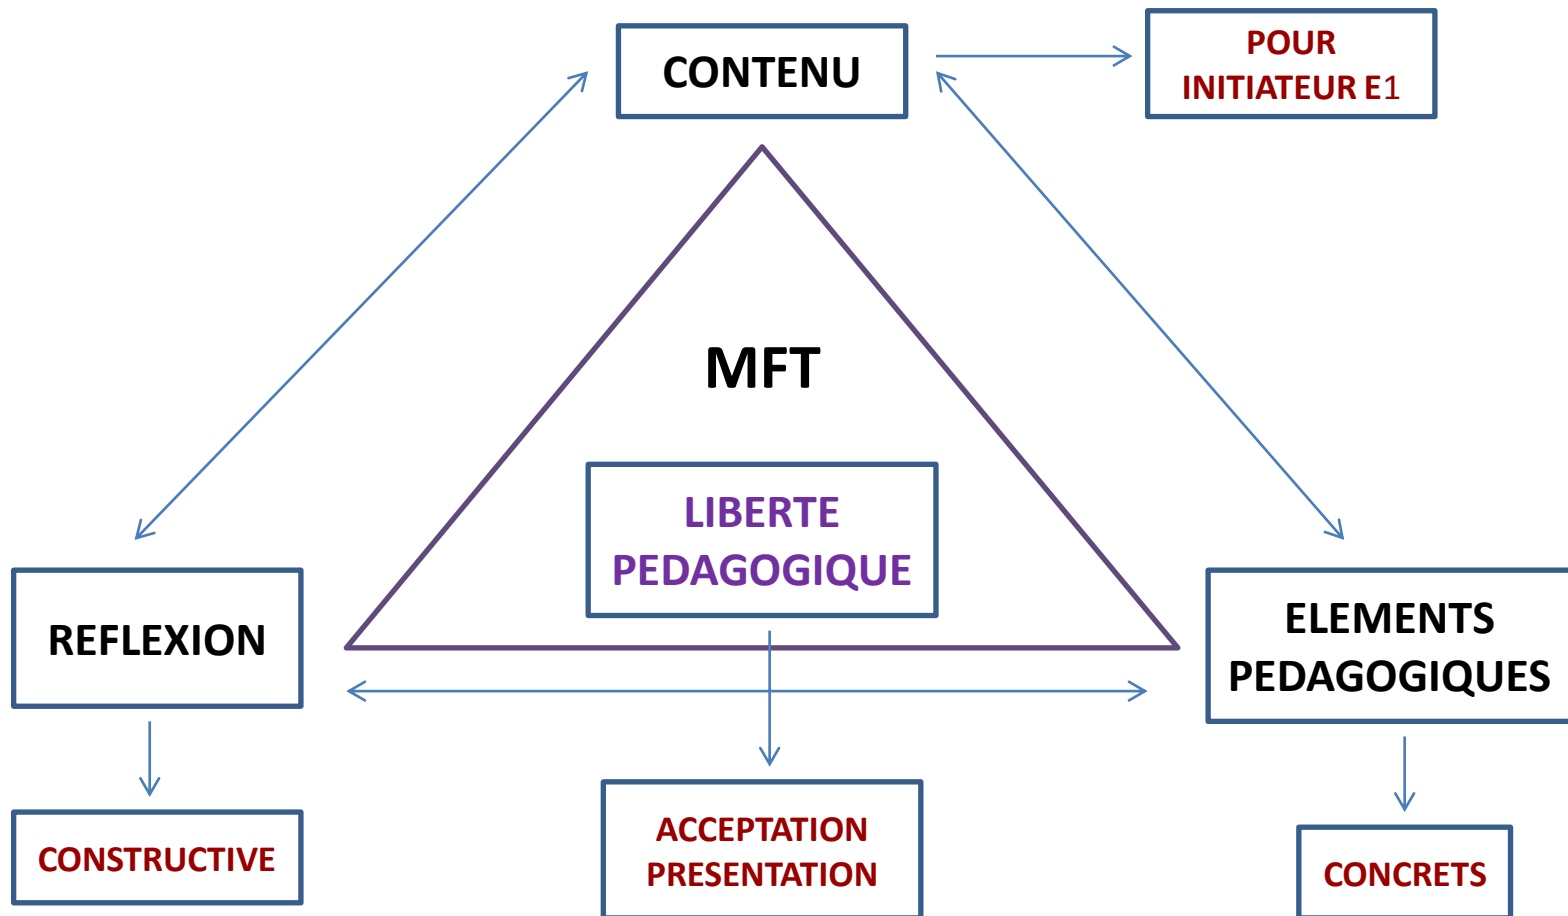 CONTENU
POUR
INITIATEUR E1
MFT
LIBERTE
PEDAGOGIQUE
REFLEXION
ELEMENTS
PEDAGOGIQUES
CONSTRUCTIVE
ACCEPTATION
PRESENTATION
CONCRETS